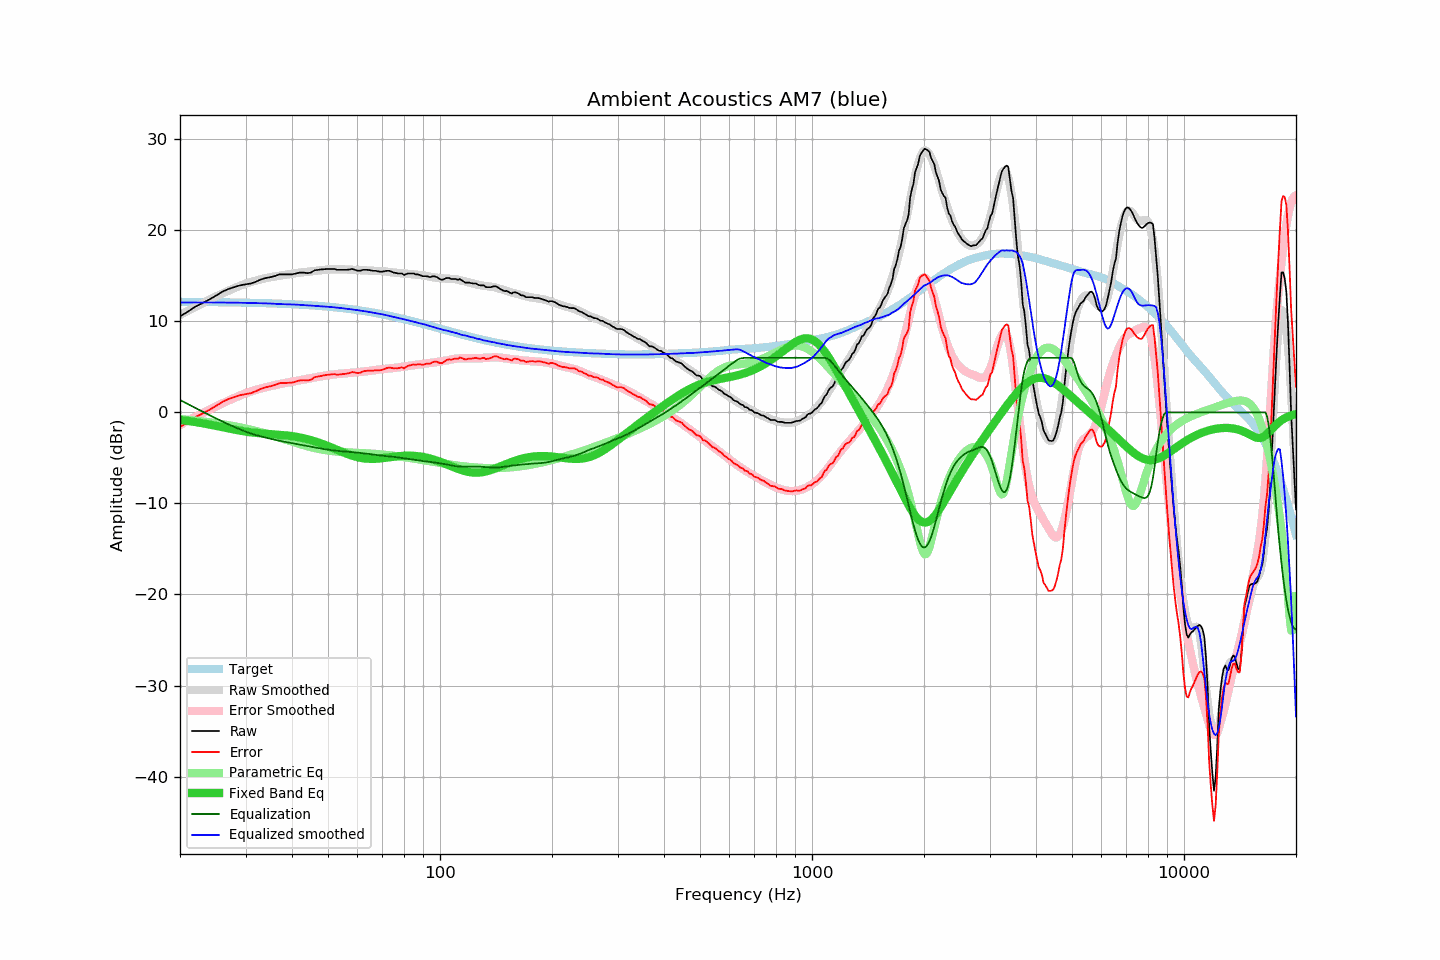 Ambient Acoustics AM7 (blue)
30
20
10
0
−10
−20
−30
−40
Amplitude (dBr)
Target
Raw Smoothed
Error Smoothed
Raw
Error
Parametric Eq
Fixed Band Eq
Equalization
Equalized smoothed
100
1000
10000
Frequency (Hz)